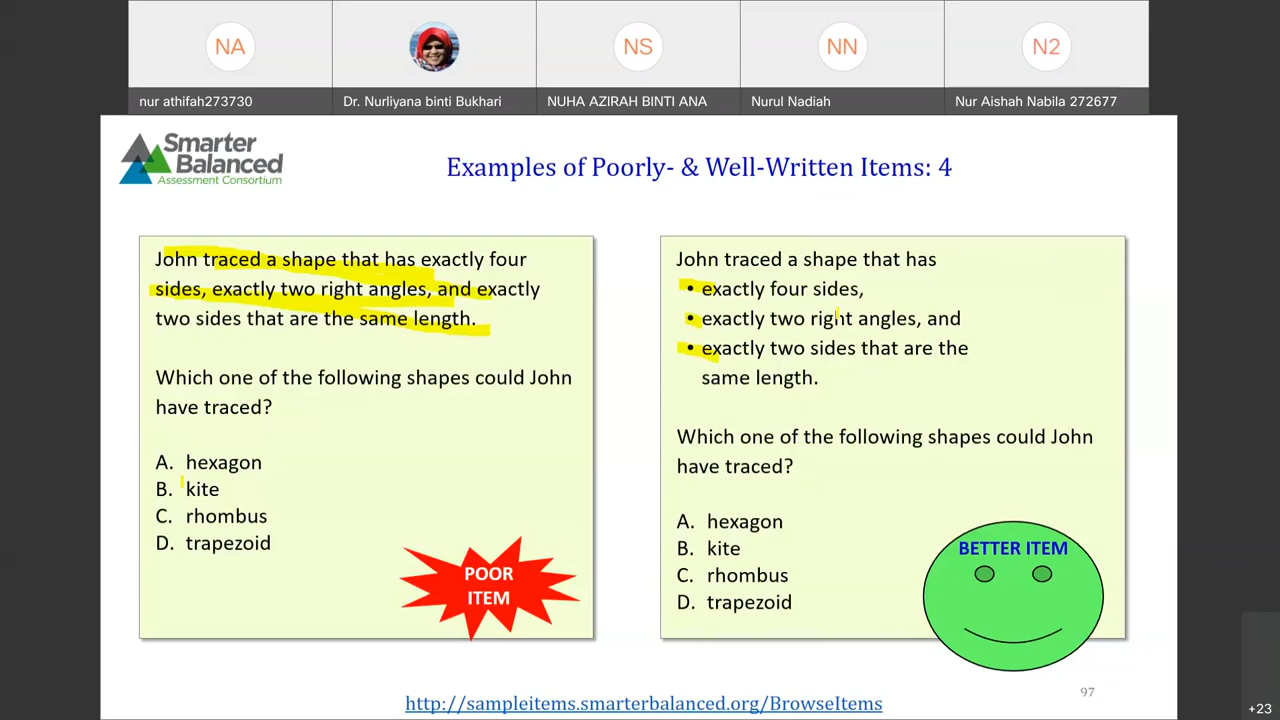 NA
NS
NN
N2
nur athifah273730
Dr. Nurliyana binti Bukhari
NUHA AZIRAH BINTI ANA
Nurul Nadiah
Nur Aishah Nabila 272677
Smarter
Balanced
Assessment Consortium
Examples of Poorly- & Well-Written Items: 4
John traced a shape that has exactly four
sides, exactly two right angles, and exactly
two sides that are the same length.
Which one of the following shapes could John
have traced?
A. hexagon
B. kite
C. rhombus
D. trapezoid
POOR
ITEM
John traced a shape that has
• exactly four sides,
• exactly two right angles, and
• exactly two sides that are the
same length.
Which one of the following shapes could John
have traced?
A. hexagon
B. kite
C. rhombus
D. trapezoid
BETTER ITEM
http://sampleitems.smarterbalanced.org/BrowseItems
97
+23